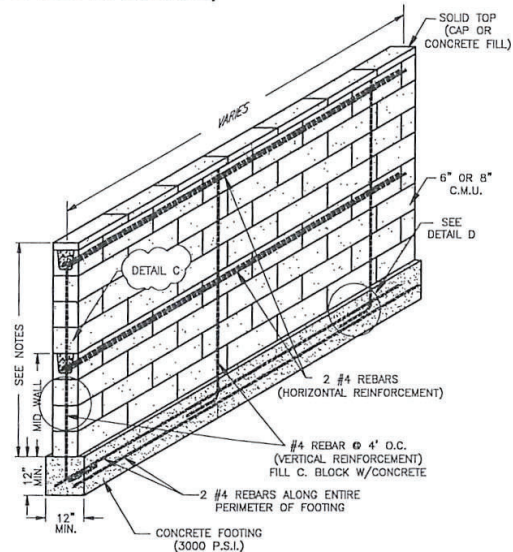 SOLID TOP
(CAP OR
CONCRETE FILL)
VARIES
6" OR 8"
C.M.U.
SEE
DETAIL D
DETAIL C
SEE NOTES
MID WALL
2 #4 REBARS
(HORIZONTAL REINFORCEMENT)
#4 REBAR @ 4' O.C.
(VERTICAL REINFORCEMENT)
FILL C. BLOCK W/CONCRETE
12"
MIN.
2 #4 REBARS ALONG ENTIRE
PERIMETER OF FOOTING
12"
MIN.
CONCRETE FOOTING
(3000 P.S.I.)